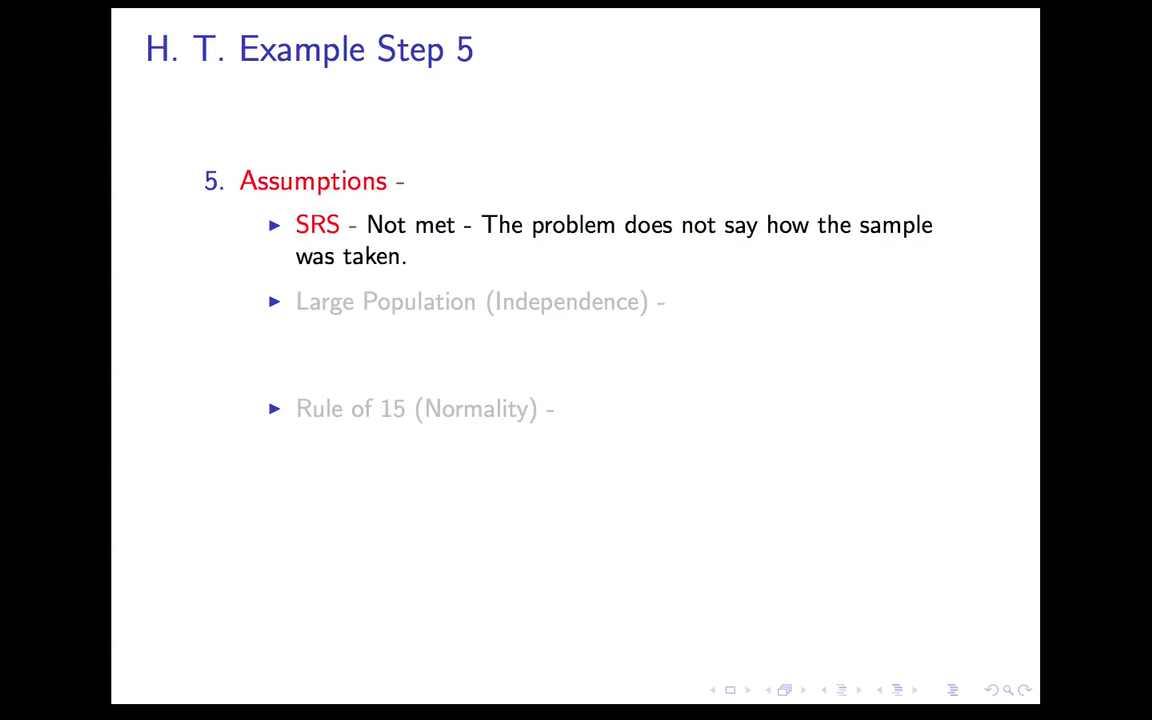 H. T. Example Step 5
5. Assumptions -
SRS - Not met - The problem does not say how the sample
was taken.
Large Population (Independence) -
Rule of 15 (Normality) -